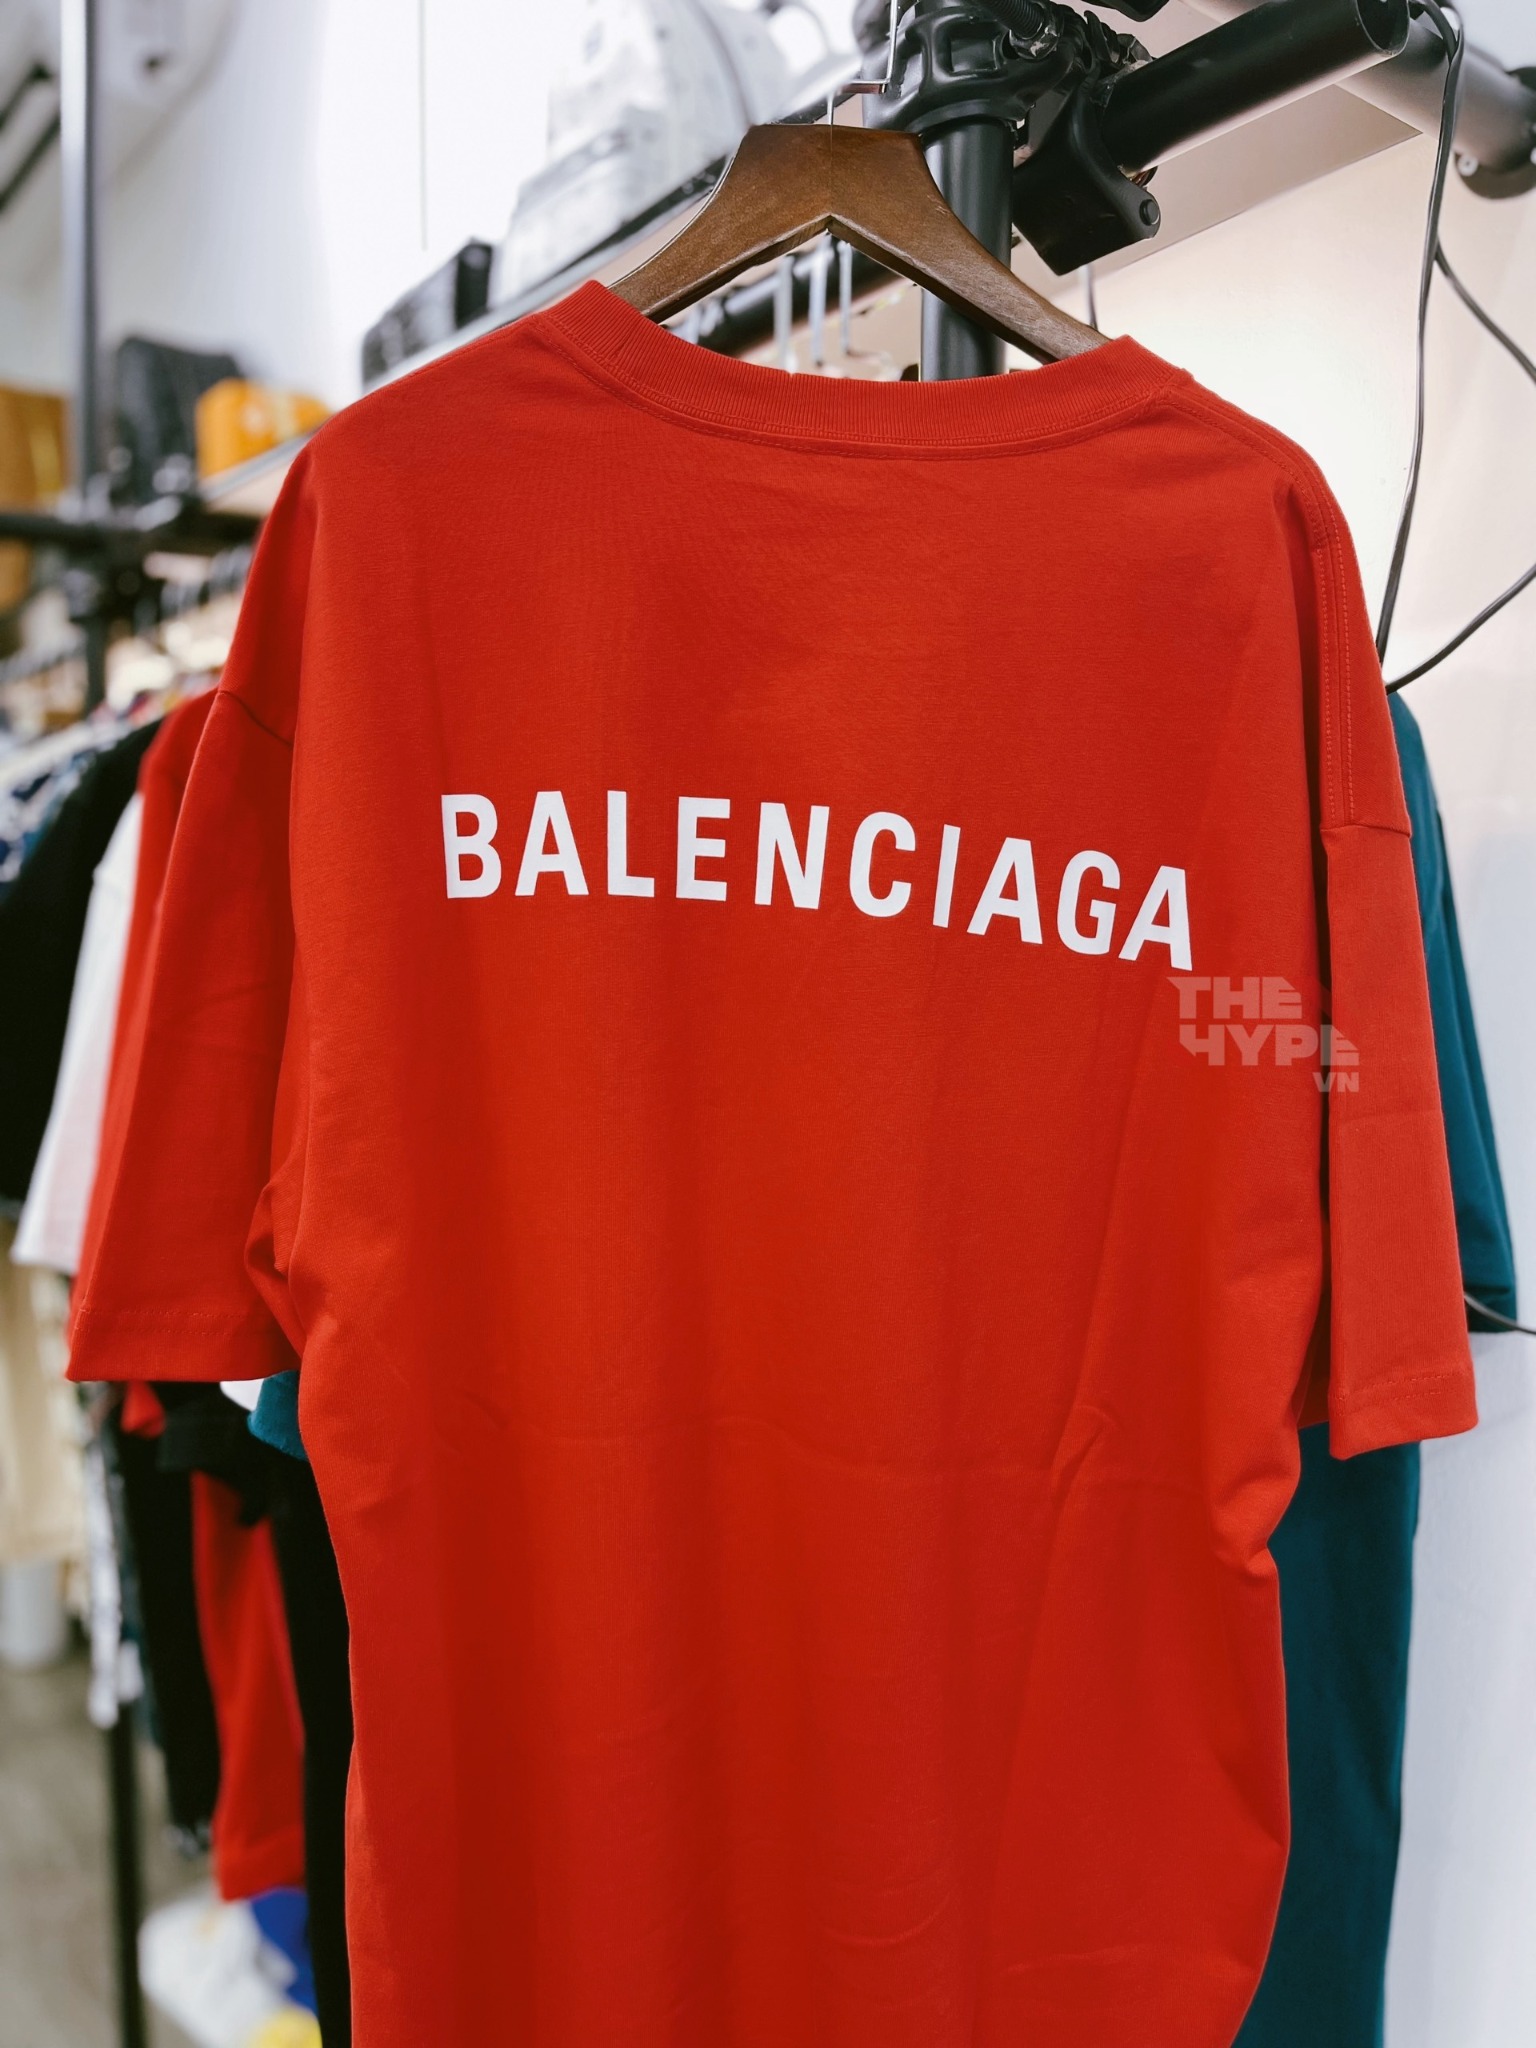 BALENCIAGA
THE
HYPE
VN